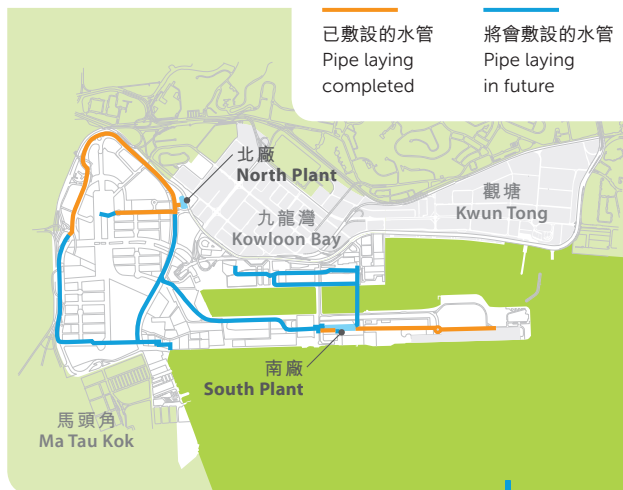 已敷設的水管
Pipe laying
completed
將會敷設的水管
Pipe laying
in future
北廠
North Plant
觀塘
Kwun Tong
九龍灣
Kowloon Bay
南廠
South Plant
馬頭角
Ma Tau Kok